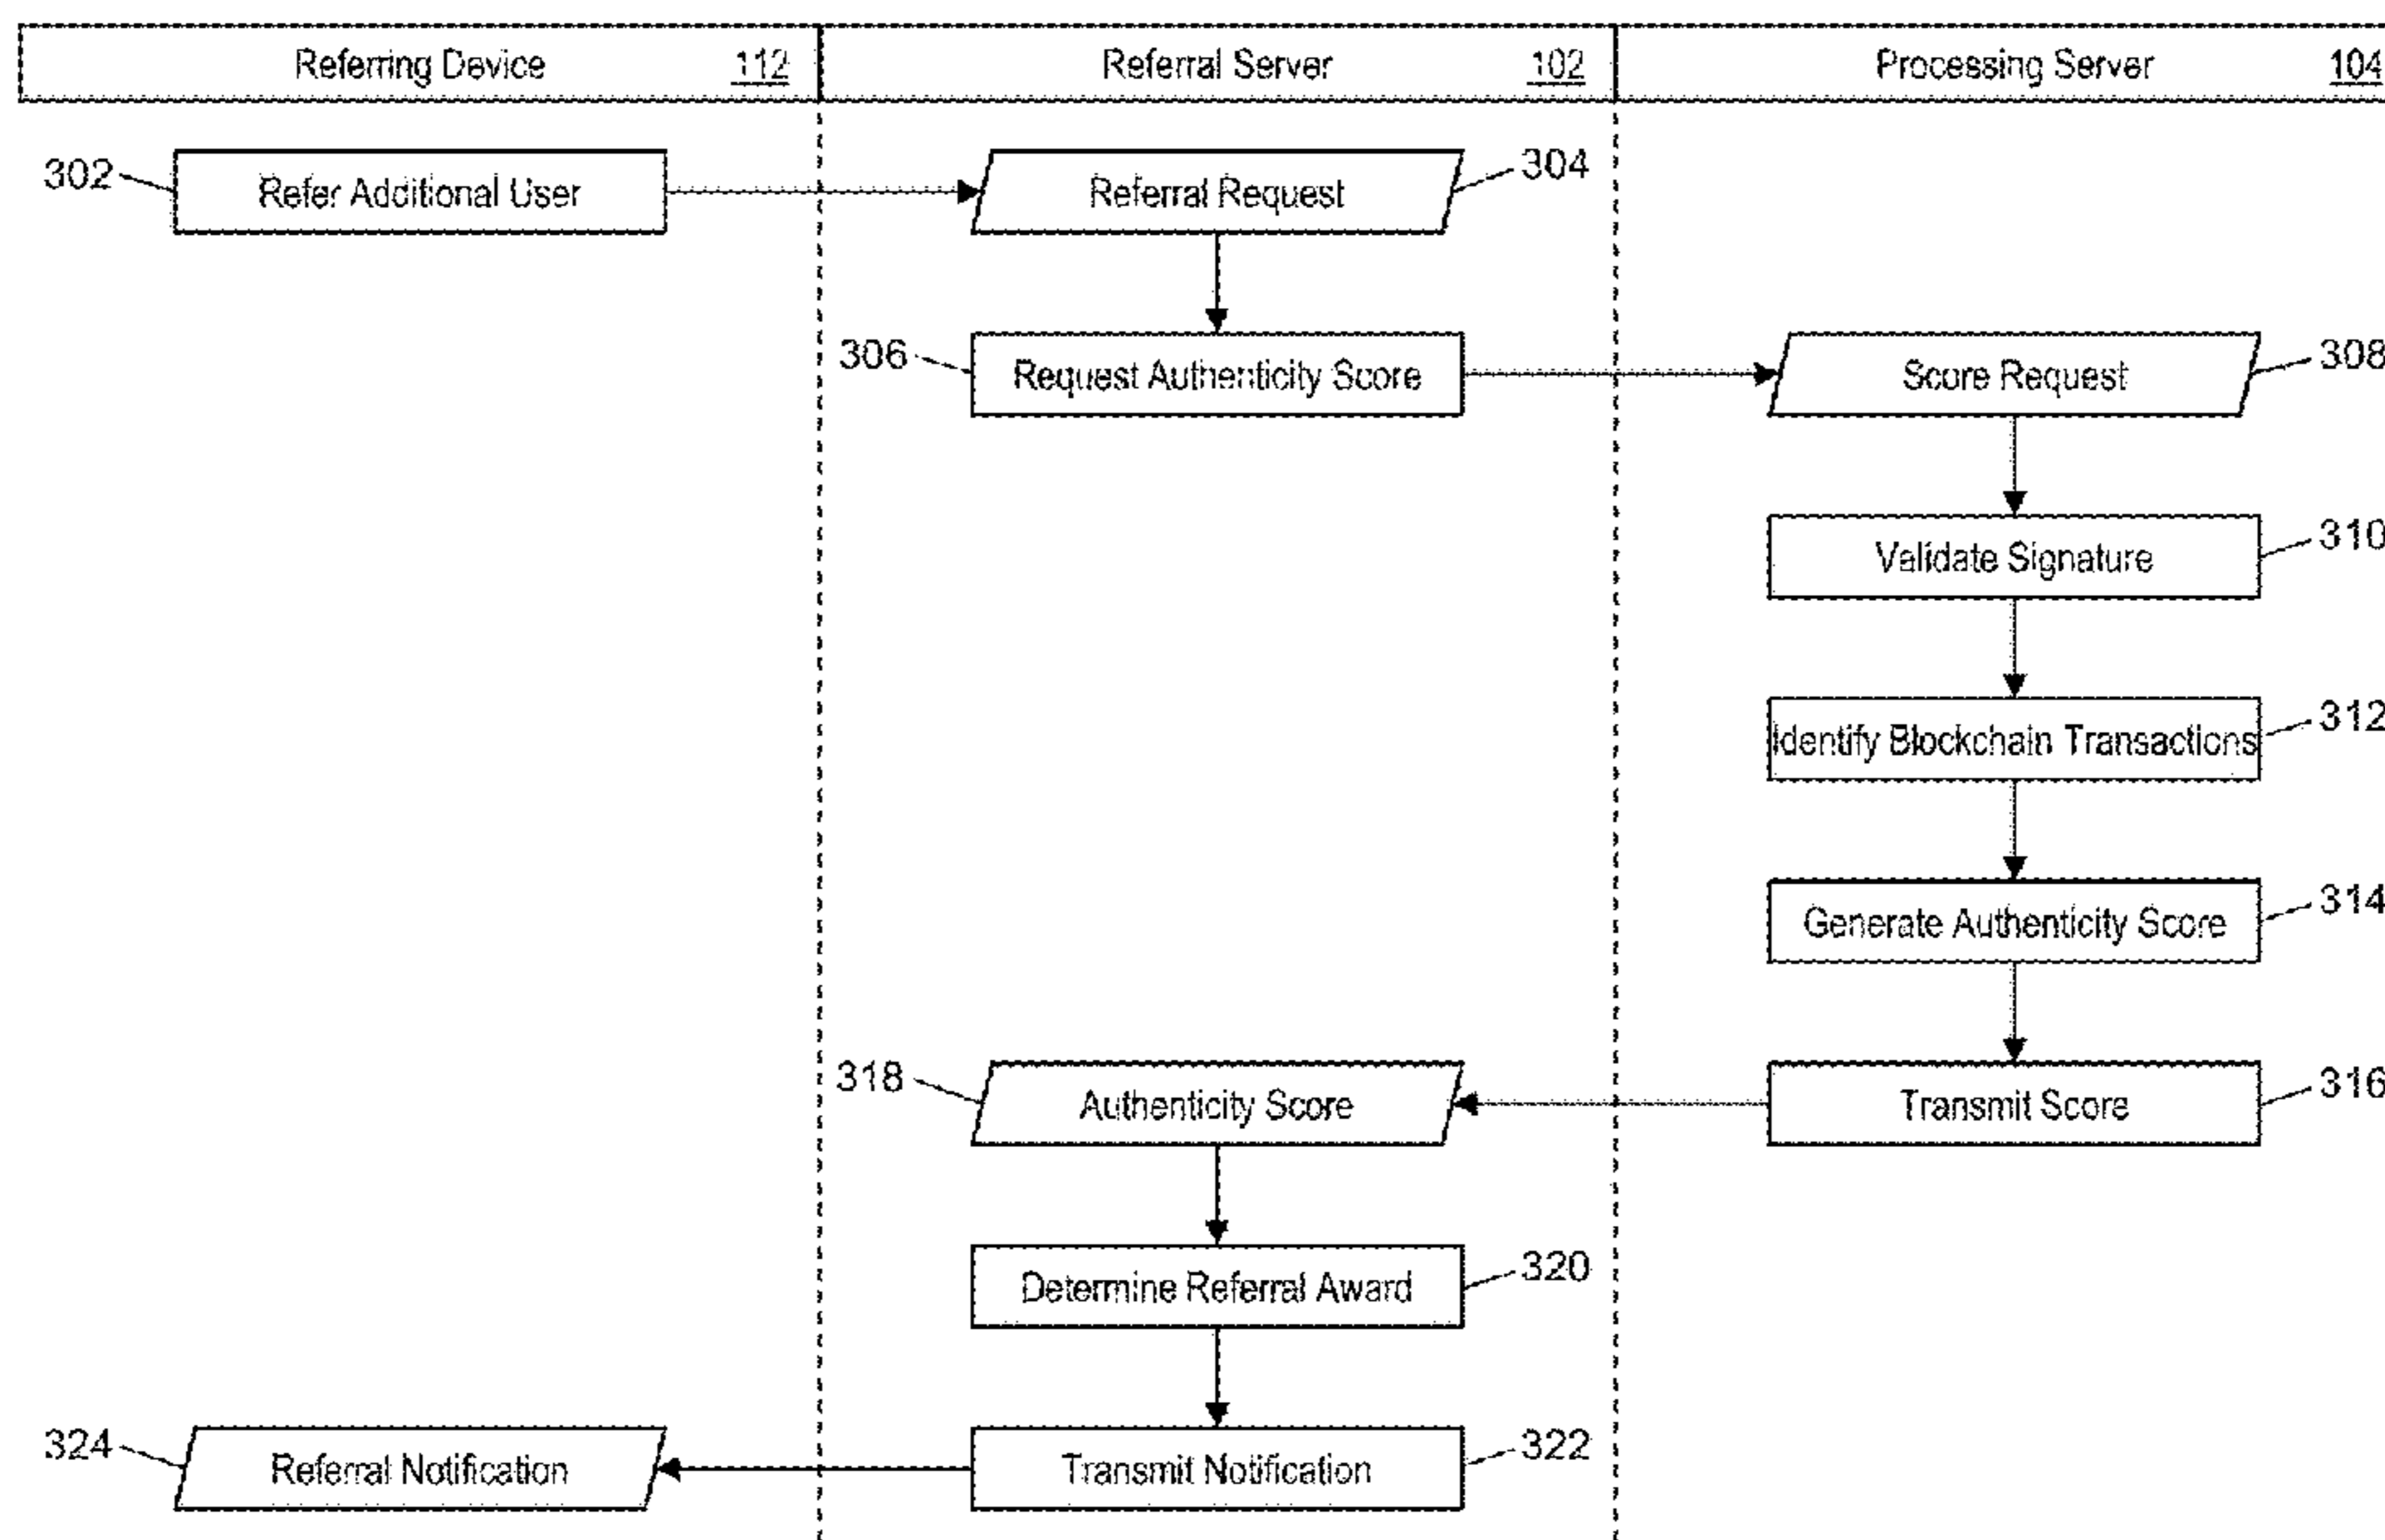 Referring Device 112
Referral Server 102
Processing Server 104
302 Refer Additional User
Referral Request 304
306 Request Authenticity Score
Score Request 308
Validate Signature 310
Identify Blockchain Transactions 312
Generate Authenticity Score 314
318 Authenticity Score
Transmit Score 316
Determine Referral Award 320
324 Referral Notification
Transmit Notification 322